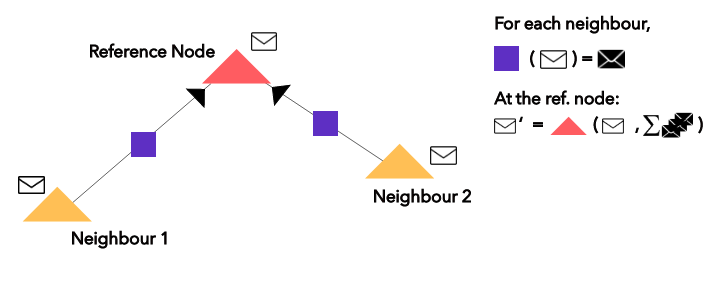 Reference Node
Neighbour 1
Neighbour 2
For each neighbour,
( ) =
At the ref. node:
' = ( , ∑ )